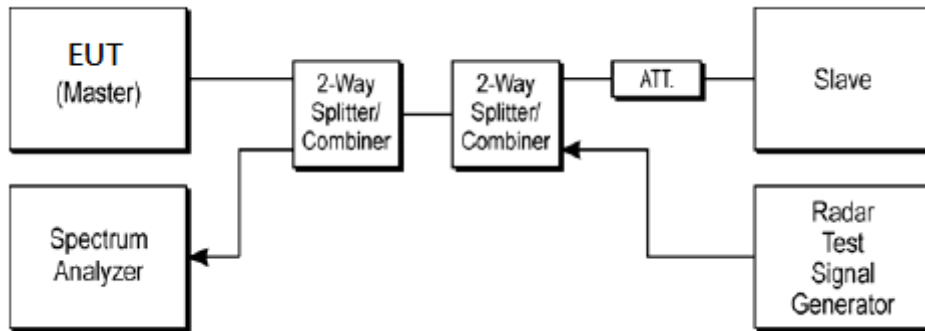 EUT
(Master)
2-Way
Splitter/
Combiner
2-Way
Splitter/
Combiner
ATT.
Slave
Spectrum
Analyzer
Radar
Test
Signal
Generator